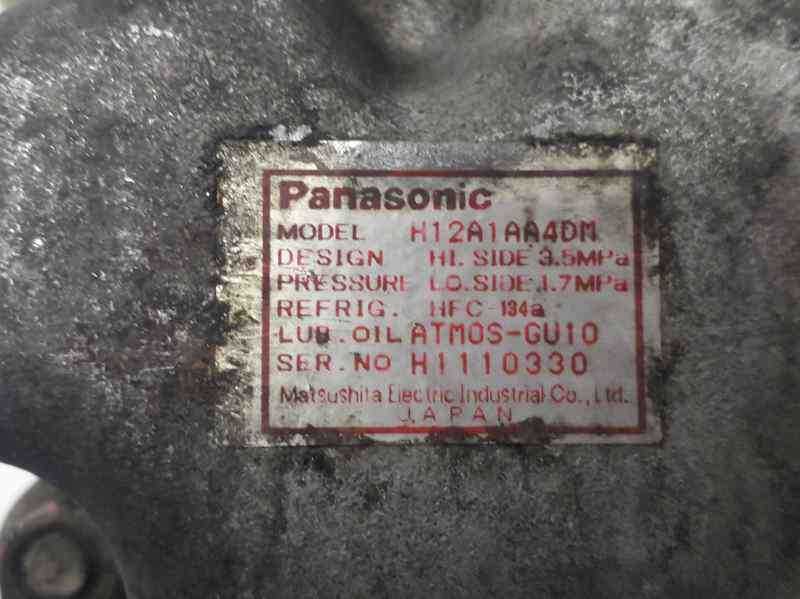 Panasonic
MODEL H12A1AA4DM
DESIGN HI. SIDE 3.5MPa
PRESSURE LO. SIDE 1.7MPa
REFRIG. HFC-134a
LUB. OIL ATMOS-GU10
SER. NO H1110330
Matsushita Electric Industrial Co., Ltd.
JAPAN